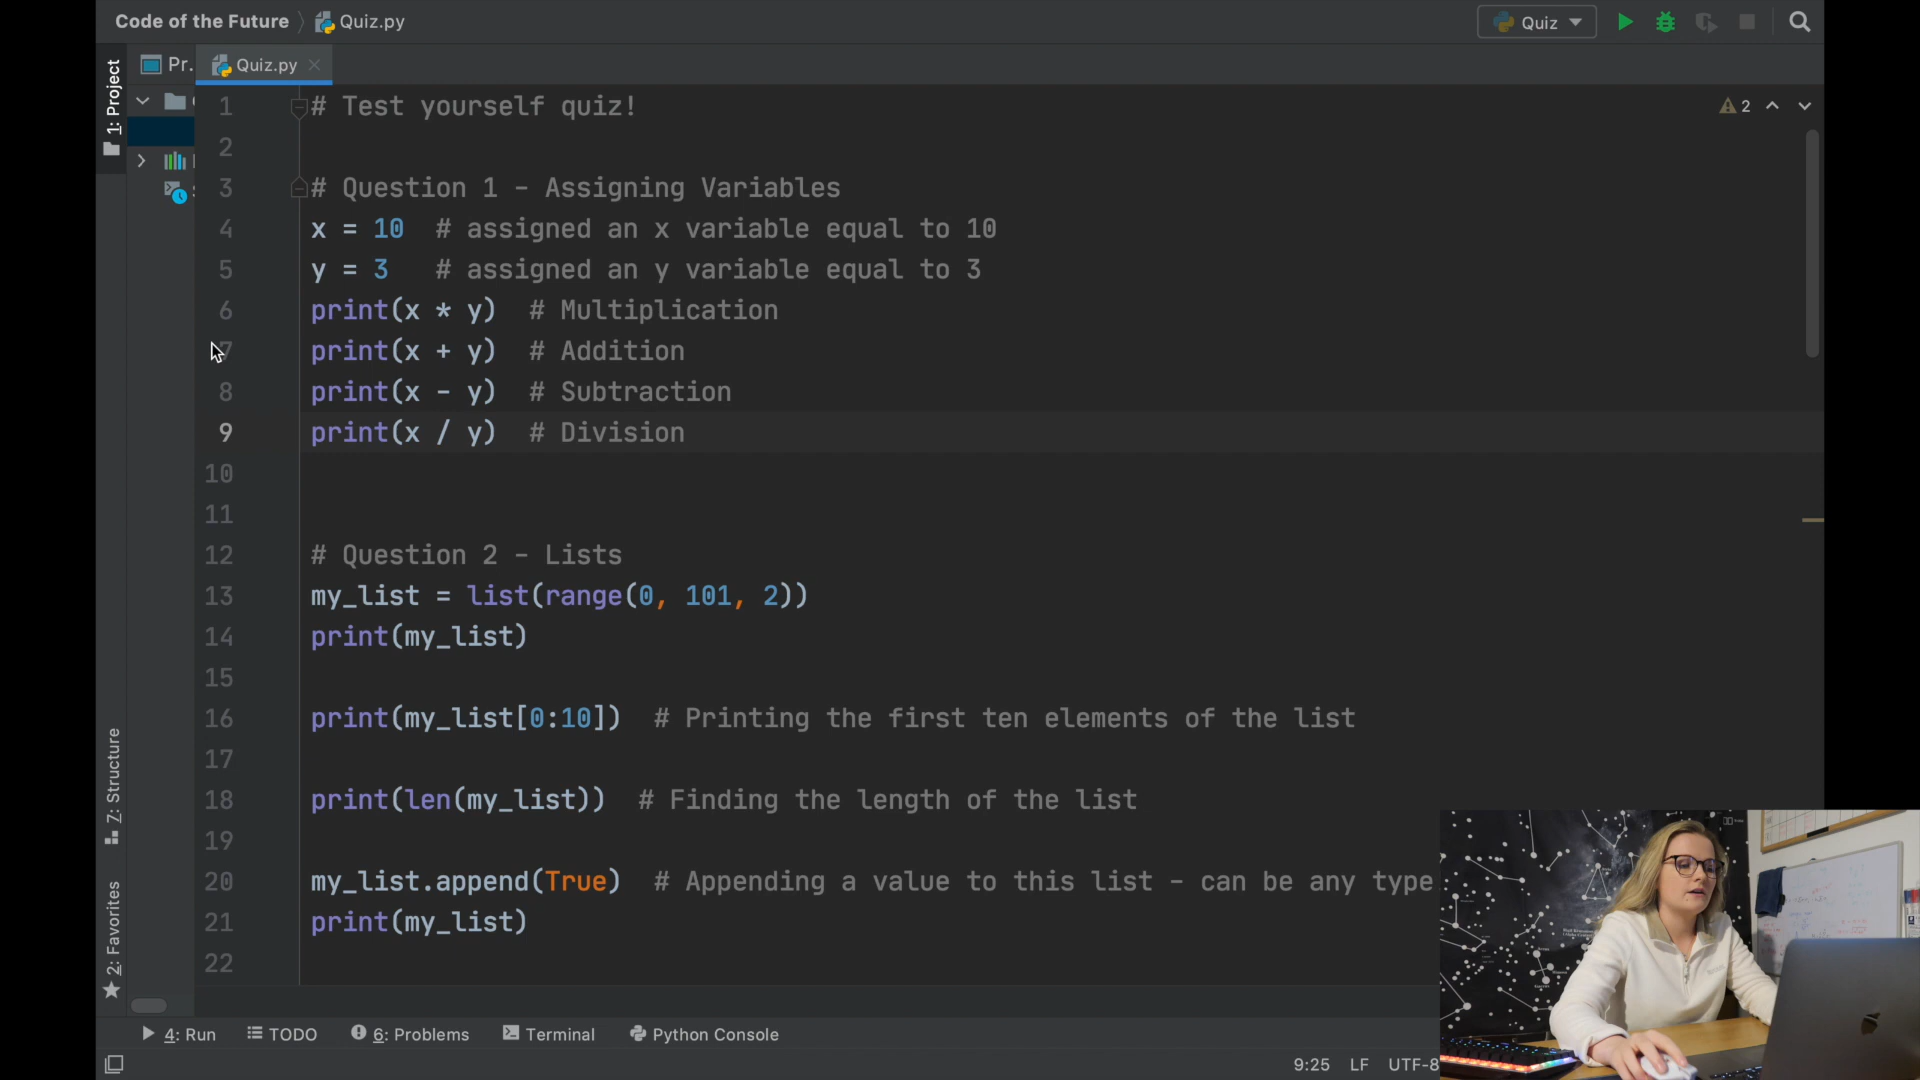 Code of the Future
Quiz.py
Quiz
1: Project
Pr.
Quiz.py
2
1 # Test yourself quiz!
2
3 # Question 1 - Assigning Variables
4 x = 10 # assigned an x variable equal to 10
5 y = 3 # assigned an y variable equal to 3
6 print(x * y) # Multiplication
7 print(x + y) # Addition
8 print(x - y) # Subtraction
9 print(x / y) # Division
10
11
12 # Question 2 - Lists
13 my_list = list(range(0, 101, 2))
14 print(my_list)
15
16 print(my_list[0:10]) # Printing the first ten elements of the list
17
18 print(len(my_list)) # Finding the length of the list
19
20 my_list.append(True) # Appending a value to this list - can be any type
21 print(my_list)
22
7: Structure
2: Favorites
4: Run
TODO
6: Problems
Terminal
Python Console
9:25 LF UTF-8